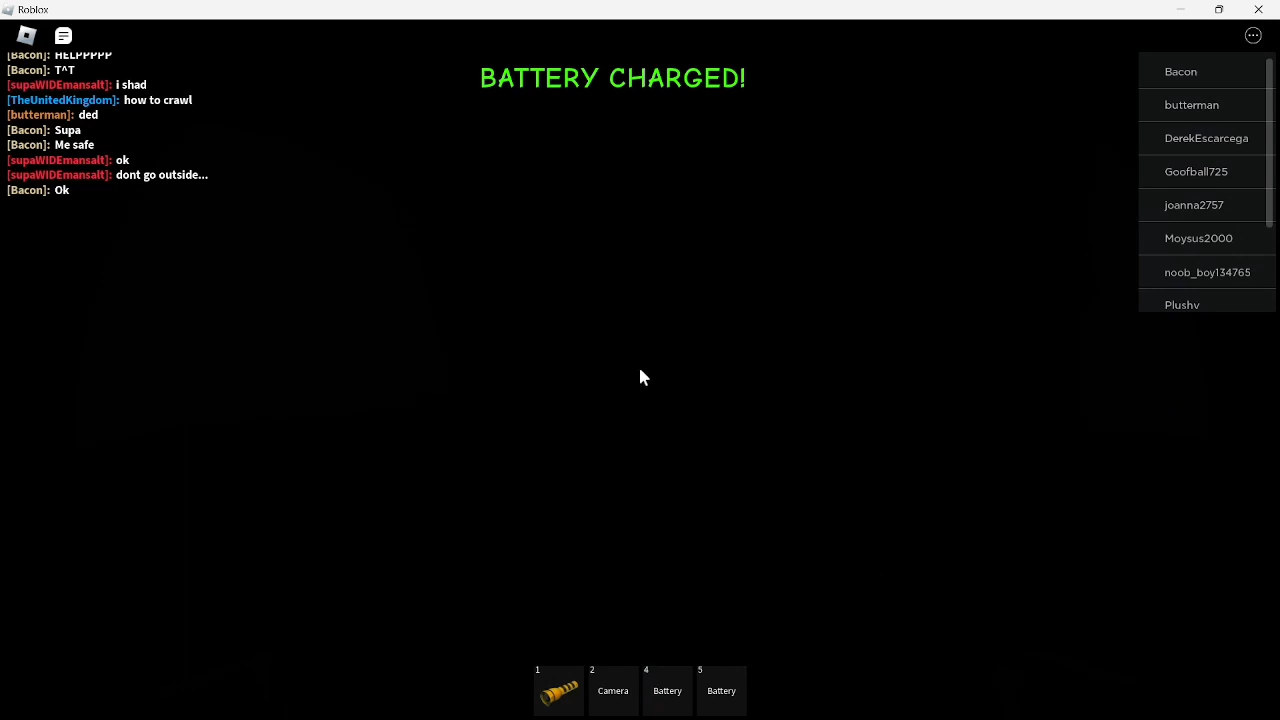 Roblox
[Bacon]: HELPPPPP
[Bacon]: T^T
[supaWIDEmansalt]: i shad
[TheUnitedKingdom]: how to crawl
[butterman]: ded
[Bacon]: Supa
[Bacon]: Me safe
[supaWIDEmansalt]: ok
[supaWIDEmansalt]: dont go outside...
[Bacon]: Ok
BATTERY CHARGED!
Bacon
butterman
DerekEscarcega
Goofball725
joanna2757
Moysus2000
noob_boy134765
Plushy
1
2 Camera
4 Battery
5 Battery